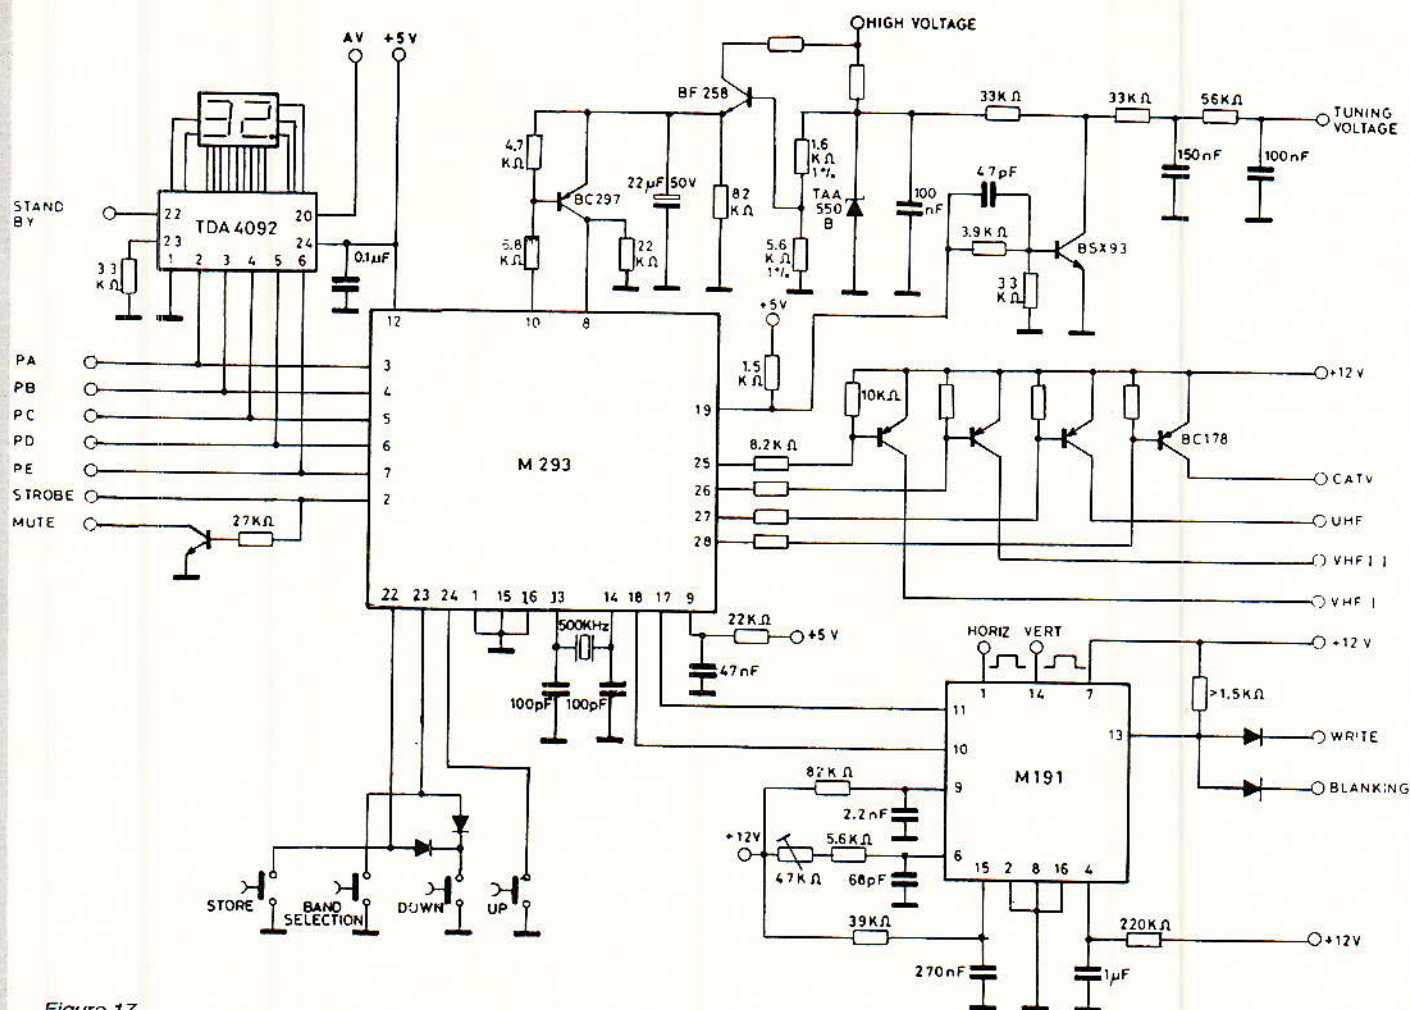 HIGH VOLTAGE
AV
+5V
BF 258
33KΩ
33KΩ
56KΩ
TUNING
VOLTAGE
4.7
KΩ
1.6
KΩ
1%
150nF
100nF
22µF/50V
47pF
BC297
82
KΩ
TAA
550
B
100
nF
STAND
BY
22
20
TDA 4092
23
24
1
2
3
4
5
6
3.9KΩ
BSX93
6.8
KΩ
22
KΩ
5.6
KΩ
1%
3.3
KΩ
0.1µF
3.3
KΩ
+5V
12
10
8
PA
3
1.5
KΩ
+12V
PB
4
10KΩ
PC
5
19
PD
6
8.2KΩ
BC178
PE
7
M 293
25
CATV
STROBE
2
26
MUTE
27KΩ
27
UHF
28
VHF I I
22
23
24
1
15
16
13
14
18
17
9
VHF I
500KHz
22KΩ
+5V
HORIZ
VERT
+12V
47nF
1
14
7
>1.5KΩ
100pF
100pF
11
13
WRITE
10
82KΩ
9
M191
BLANKING
2.2nF
+12V
5.6KΩ
6
47KΩ
68pF
15
2
8
16
4
STORE
BAND
SELECTION
DOWN
UP
39KΩ
220KΩ
+12V
270nF
1µF
Figure 17